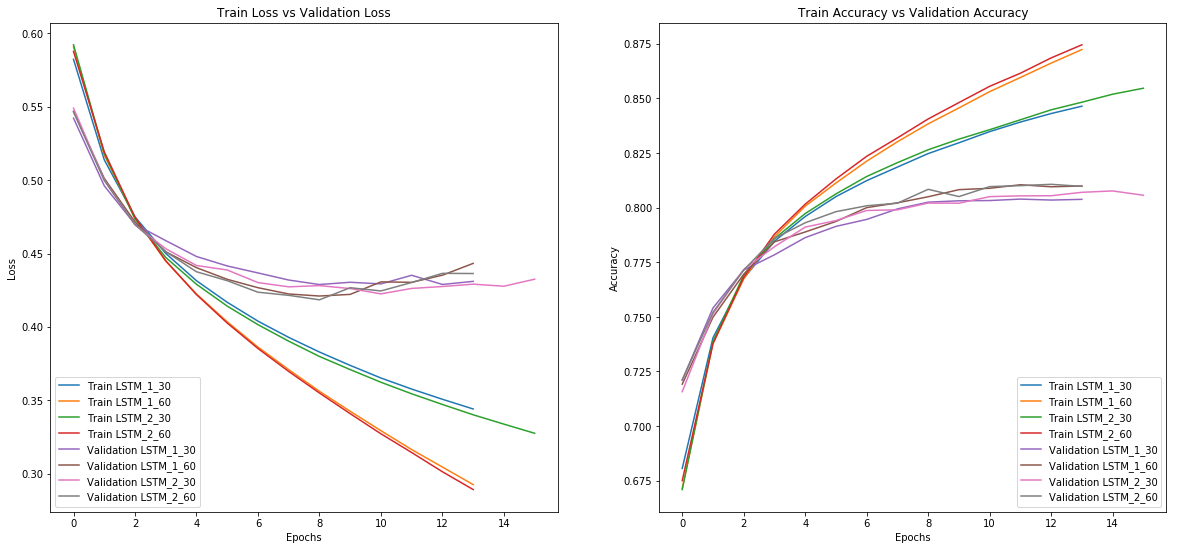 Train Loss vs Validation Loss
0.60
0.55
0.50
0.45
0.40
0.35
0.30
Loss
0
2
4
6
8
10
12
14
Epochs
Train LSTM_1_30
Train LSTM_1_60
Train LSTM_2_30
Train LSTM_2_60
Validation LSTM_1_30
Validation LSTM_1_60
Validation LSTM_2_30
Validation LSTM_2_60
Train Accuracy vs Validation Accuracy
0.875
0.850
0.825
0.800
0.775
0.750
0.725
0.700
0.675
Accuracy
0
2
4
6
8
10
12
14
Epochs
Train LSTM_1_30
Train LSTM_1_60
Train LSTM_2_30
Train LSTM_2_60
Validation LSTM_1_30
Validation LSTM_1_60
Validation LSTM_2_30
Validation LSTM_2_60